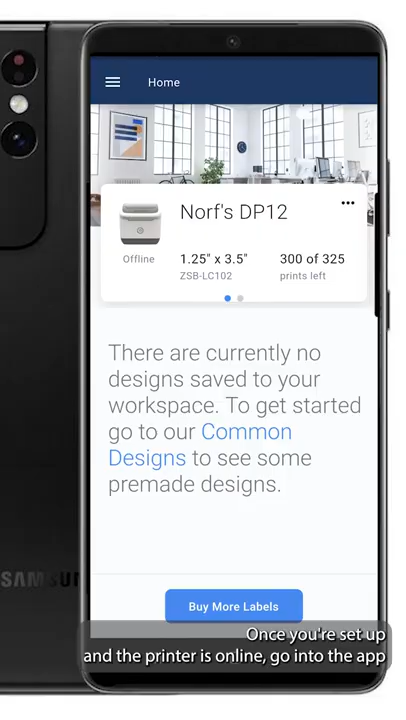 Home
Norf's DP12
Offline
1.25" x 3.5"
300 of 325
ZSB-LC102
prints left
There are currently no
designs saved to your
workspace. To get started
go to our Common
Designs to see some
premade designs.
SAMSUN
Buy More Labels
Once you're set up
and the printer is online, go into the app